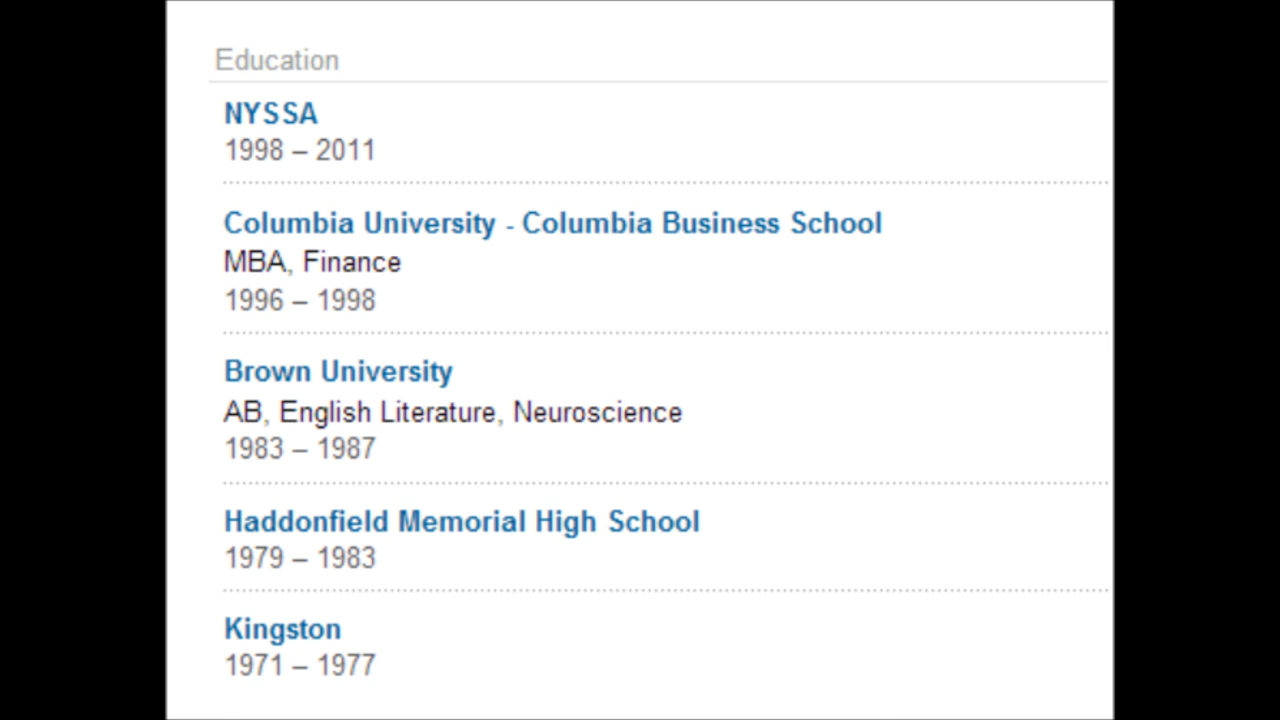 Education
NYSSA
1998 – 2011
Columbia University - Columbia Business School
MBA, Finance
1996 – 1998
Brown University
AB, English Literature, Neuroscience
1983 – 1987
Haddonfield Memorial High School
1979 – 1983
Kingston
1971 – 1977